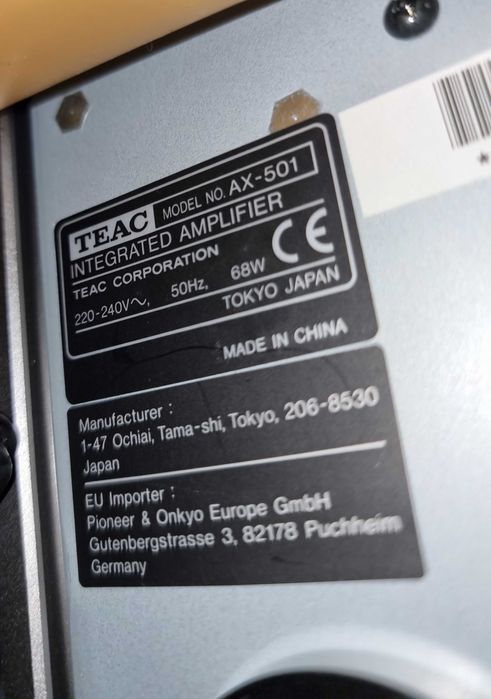 TEAC MODEL NO. AX-501
INTEGRATED AMPLIFIER
TEAC CORPORATION
220-240V~, 50Hz, 68W CE
TOKYO JAPAN
MADE IN CHINA
Manufacturer :
1-47 Ochiai, Tama-shi, Tokyo, 206-8530
Japan
EU Importer :
Pioneer & Onkyo Europe GmbH
Gutenbergstrasse 3, 82178 Puchheim
Germany
*